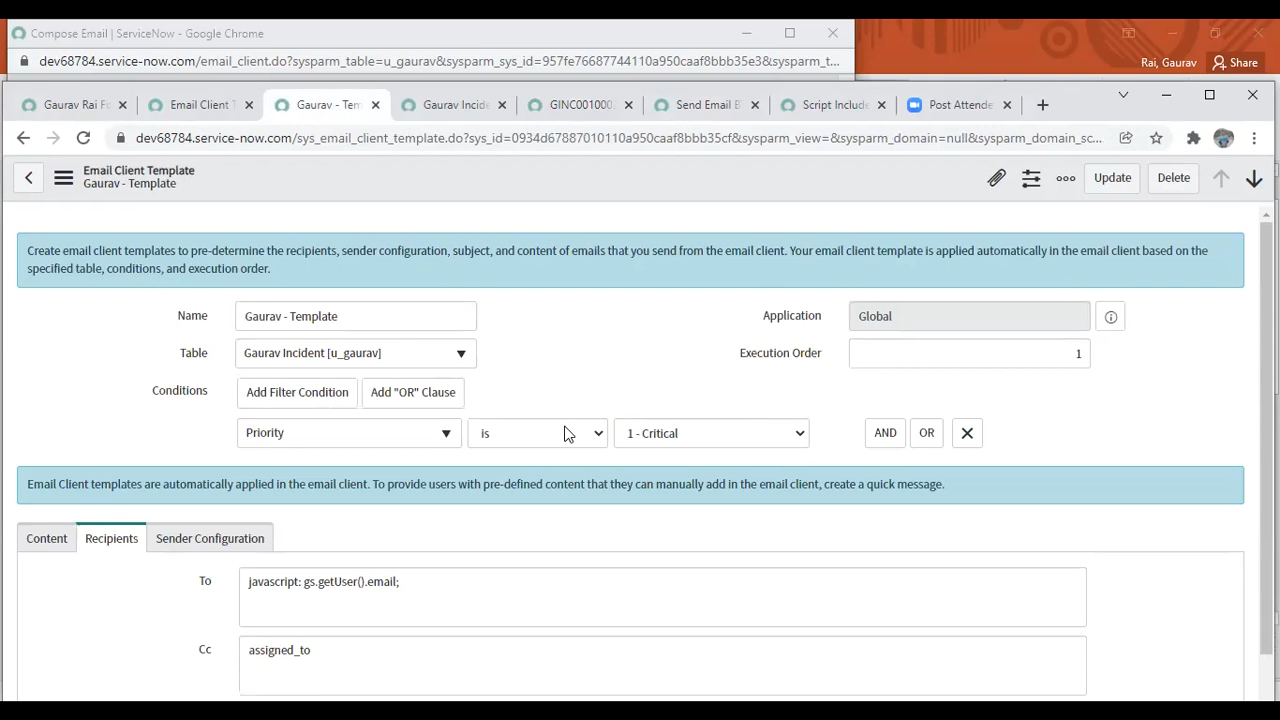 Compose Email | ServiceNow - Google Chrome
dev68784.service-now.com/email_client.do?sysparm_table=u_gaurav&sysparm_sys_id=957fe76687744110a950caaf8bbb35e3&sysparm_t...
Rai, Gaurav
Share
Gaurav Rai Fo
Email Client T
Gaurav - Tem
Gaurav Incide
GINC001000
Send Email B
Script Include
Post Attende
dev68784.service-now.com/sys_email_client_template.do?sys_id=0934d67887010110a950caaf8bbb35cf&sysparm_view=&sysparm_domain=null&sysparm_domain_sc...
Email Client Template
Gaurav - Template
Update
Delete
Create email client templates to pre-determine the recipients, sender configuration, subject, and content of emails that you send from the email client. Your email client template is applied automatically in the email client based on the
specified table, conditions, and execution order.
Name
Gaurav - Template
Application
Global
Table
Gaurav Incident [u_gaurav]
Execution Order
1
Conditions
Add Filter Condition
Add "OR" Clause
Priority
is
1 - Critical
AND
OR
Email Client templates are automatically applied in the email client. To provide users with pre-defined content that they can manually add in the email client, create a quick message.
Content
Recipients
Sender Configuration
To
javascript: gs.getUser().email;
Cc
assigned_to